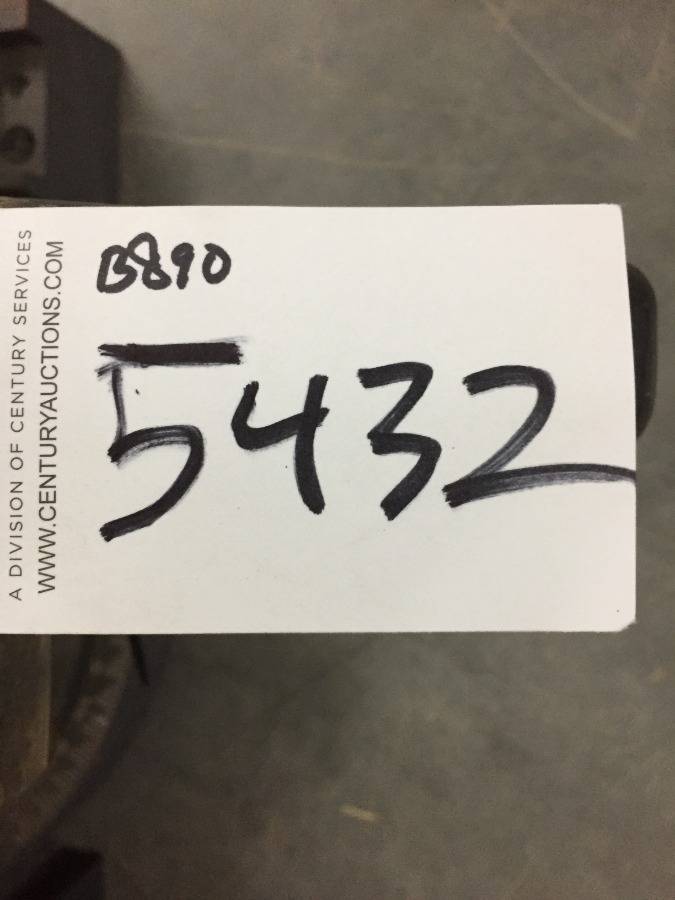 B890
5432
A DIVISION OF CENTURY SERVICES
WWW.CENTURYAUCTIONS.COM